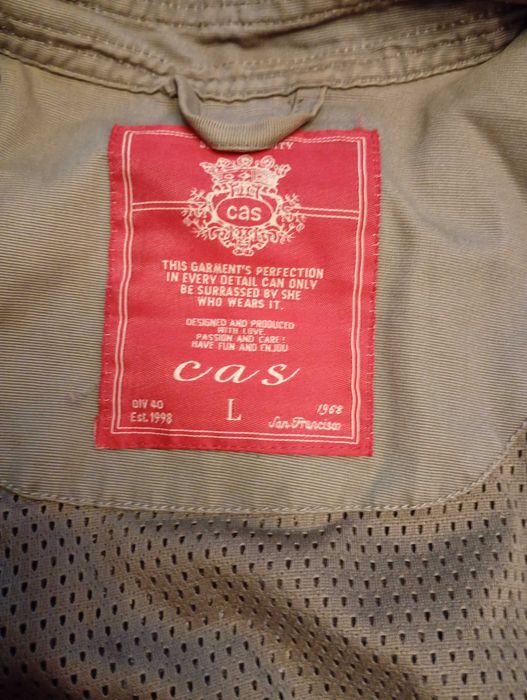 cas
THIS GARMENT'S PERFECTION
IN EVERY DETAIL CAN ONLY
BE SURRASSED BY SHE
WHO WEARS IT.
DESIGNED AND PRODUCED
WITH LOVE,
PASSION AND CARE!
HAVE FUN AND ENJOU
cas
DIV 40
Est. 1998
L
1968
San Francisco